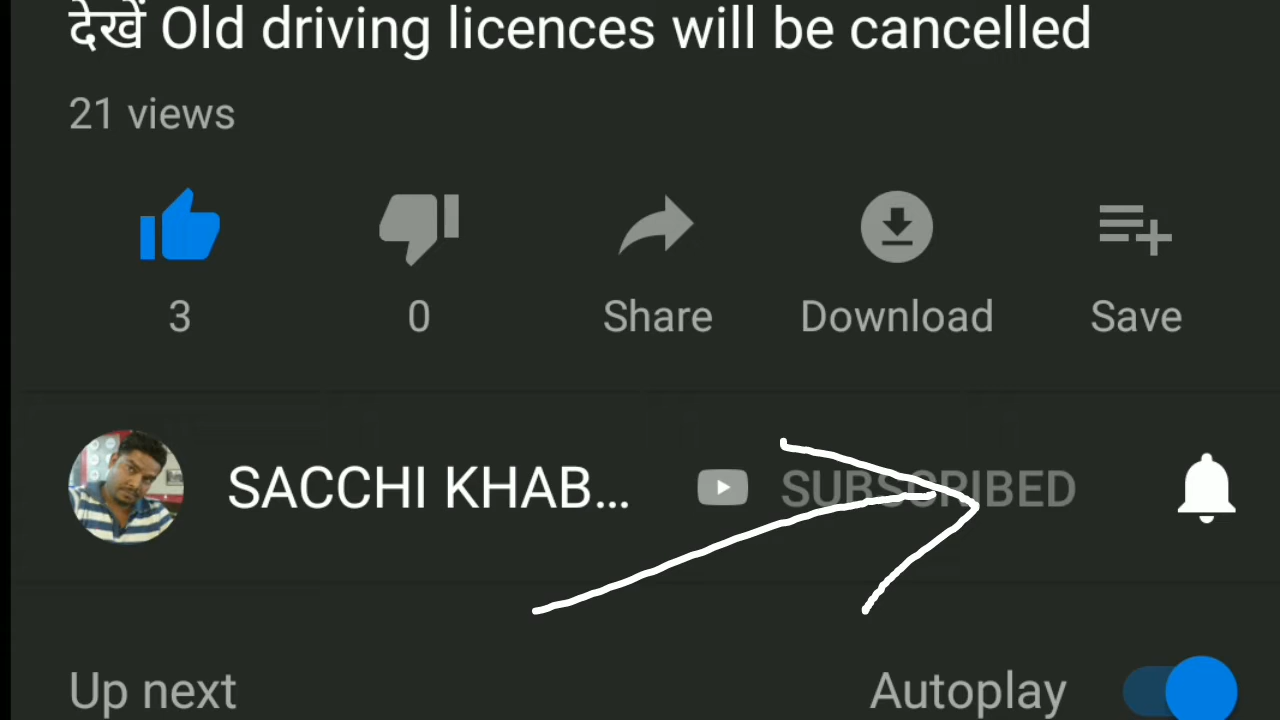 देखें Old driving licences will be cancelled
21 views
3 0 Share Download Save
SACCHI KHAB... SUBSCRIBED
Up next Autoplay